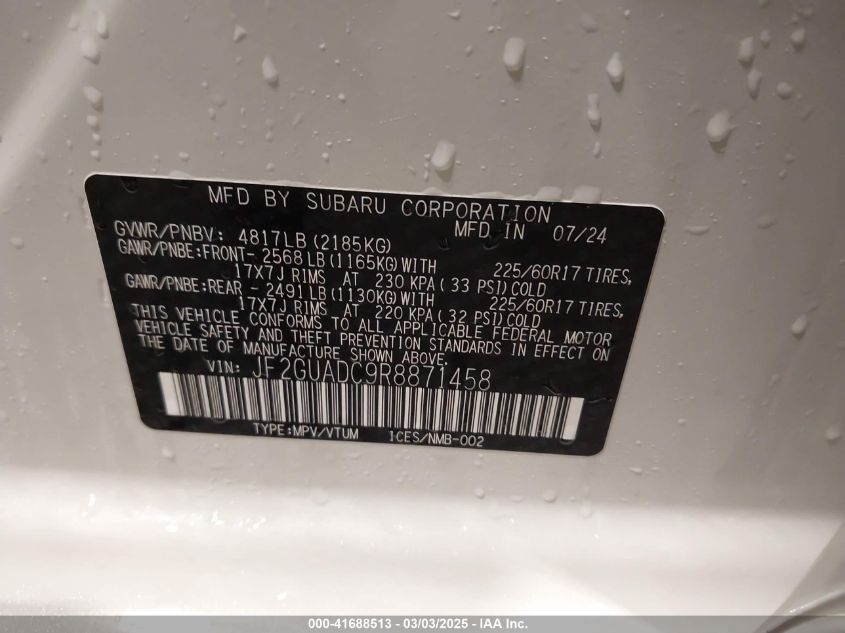 MFD BY SUBARU CORPORATION
MFD IN 07/24
GVWR/PNBV: 4817LB (2185KG)
GAWR/PNBE:FRONT- 2568 LB (1165KG) WITH 225/60R17 TIRES,
17X7J RIMS AT 230 KPA ( 33 PSI) COLD
GAWR/PNBE:REAR - 2491 LB (1130KG) WITH 225/60R17 TIRES,
17X7J RIMS AT 220 KPA ( 32 PSI) COLD
THIS VEHICLE CONFORMS TO ALL APPLICABLE FEDERAL MOTOR
VEHICLE SAFETY AND THEFT PREVENTION STANDARDS IN EFFECT ON
THE DATE OF MANUFACTURE SHOWN ABOVE.
VIN: JF2GUADC9R8871458
TYPE:MPV/VTUM 1CES/NMB-002
000-41688513 - 03/03/2025 - IAA Inc.